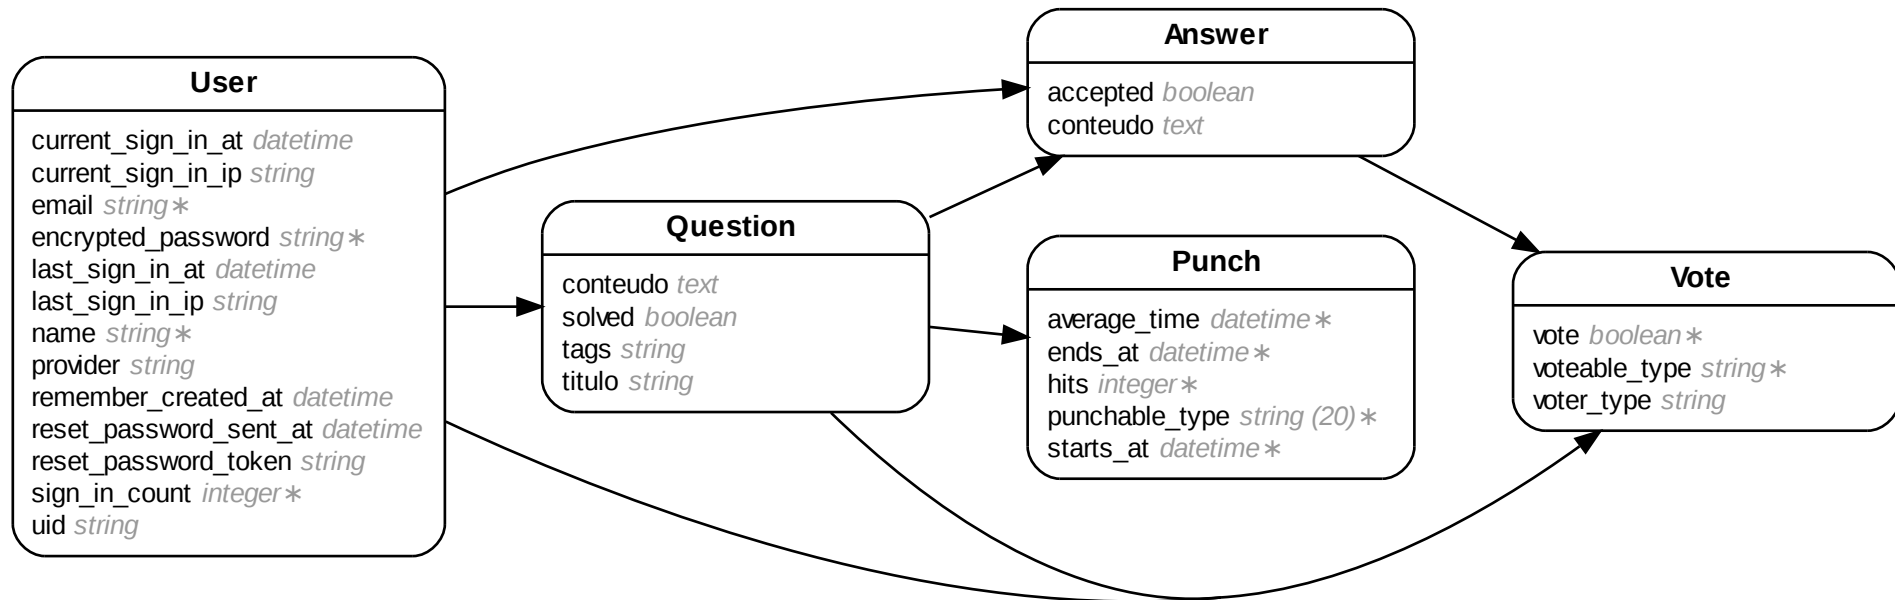 User
current_sign_in_at datetime
current_sign_in_ip string
email string∗
encrypted_password string∗
last_sign_in_at datetime
last_sign_in_ip string
name string∗
provider string
remember_created_at datetime
reset_password_sent_at datetime
reset_password_token string
sign_in_count integer∗
uid string
Question
conteudo text
solved boolean
tags string
titulo string
Answer
accepted boolean
conteudo text
Punch
average_time datetime∗
ends_at datetime∗
hits integer∗
punchable_type string (20)∗
starts_at datetime∗
Vote
vote boolean∗
voteable_type string∗
voter_type string